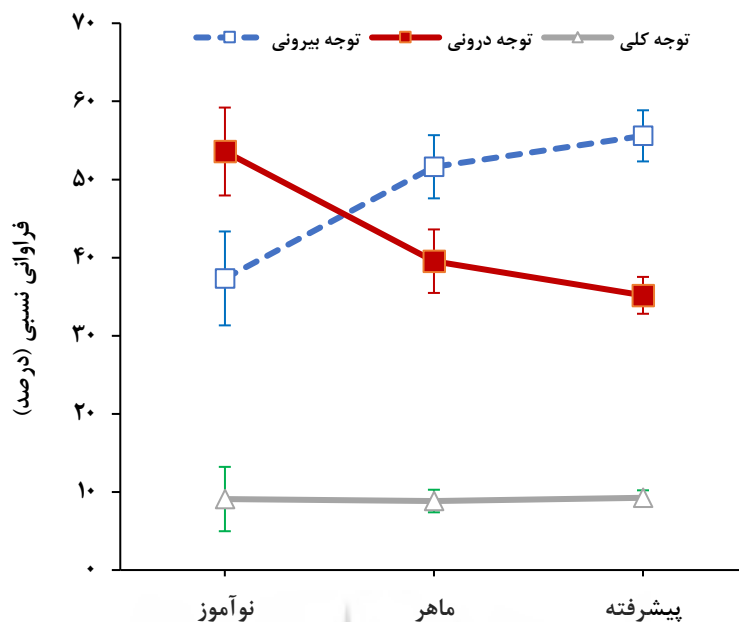 توجه بیرونی توجه درونی توجه کلی
۷۰
۶۰
۵۰
۴۰
۳۰
۲۰
۱۰
۰
فراوانی نسبی (درصد)
نوآموز ماهر پیشرفته